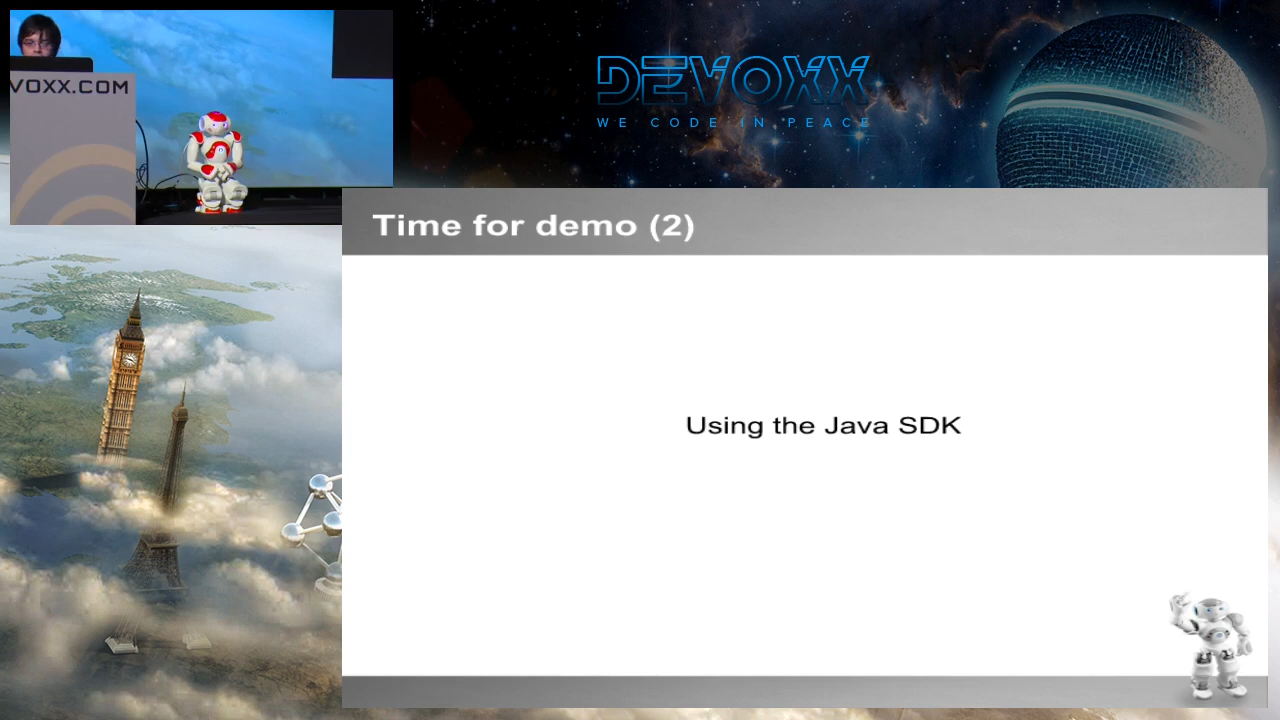 VOXX.COM
DEVOXX
WE CODE IN PEACE
Time for demo (2)
Using the Java SDK